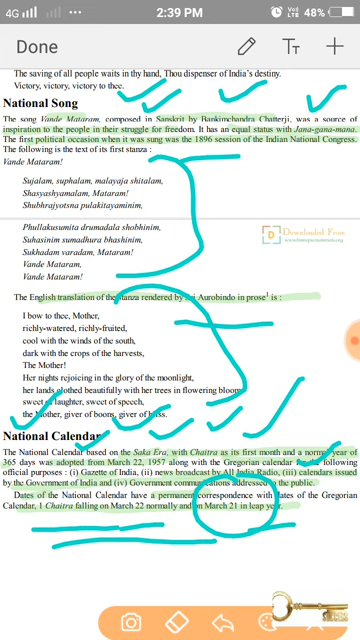 4G 2:39 PM VoLTE 48%
Done
The saving of all people waits in thy hand, Thou dispenser of India's destiny.
Victory, victory, victory to thee.
National Song
The song Vande Mataram, composed in Sanskrit by Bankimchandra Chatterji, was a source of
inspiration to the people in their struggle for freedom. It has an equal status with Jana-gana-mana.
The first political occasion when it was sung was the 1896 session of the Indian National Congress.
The following is the text of its first stanza :
Vande Mataram!
Sujalam, suphalam, malayaja shitalam,
Shasyashyamalam, Mataram!
Shubhrajyotsna pulakitayaminim,
Phullakusumita drumadala shobhinim,
Suhasinim sumadhura bhashinim,
Sukhadam varadam, Mataram!
Vande Mataram,
Vande Mataram!
Downloaded From
The English translation of the stanza rendered by Sri Aurobindo in prose1 is :
I bow to thee, Mother,
richly-watered, richly-fruited,
cool with the winds of the south,
dark with the crops of the harvests,
The Mother!
Her nights rejoicing in the glory of the moonlight,
her lands clothed beautifully with her trees in flowering bloom,
sweet of laughter, sweet of speech,
the Mother, giver of boons, giver of bliss.
National Calendar
The National Calendar based on the Saka Era, with Chaitra as its first month and a normal year of
365 days was adopted from March 22, 1957 along with the Gregorian calendar for the following
official purposes : (i) Gazette of India, (ii) news broadcast by All India Radio, (iii) calendars issued
by the Government of India and (iv) Government communications addressed to the public.
Dates of the National Calendar have a permanent correspondence with dates of the Gregorian
Calendar, 1 Chaitra falling on March 22 normally and on March 21 in leap year.